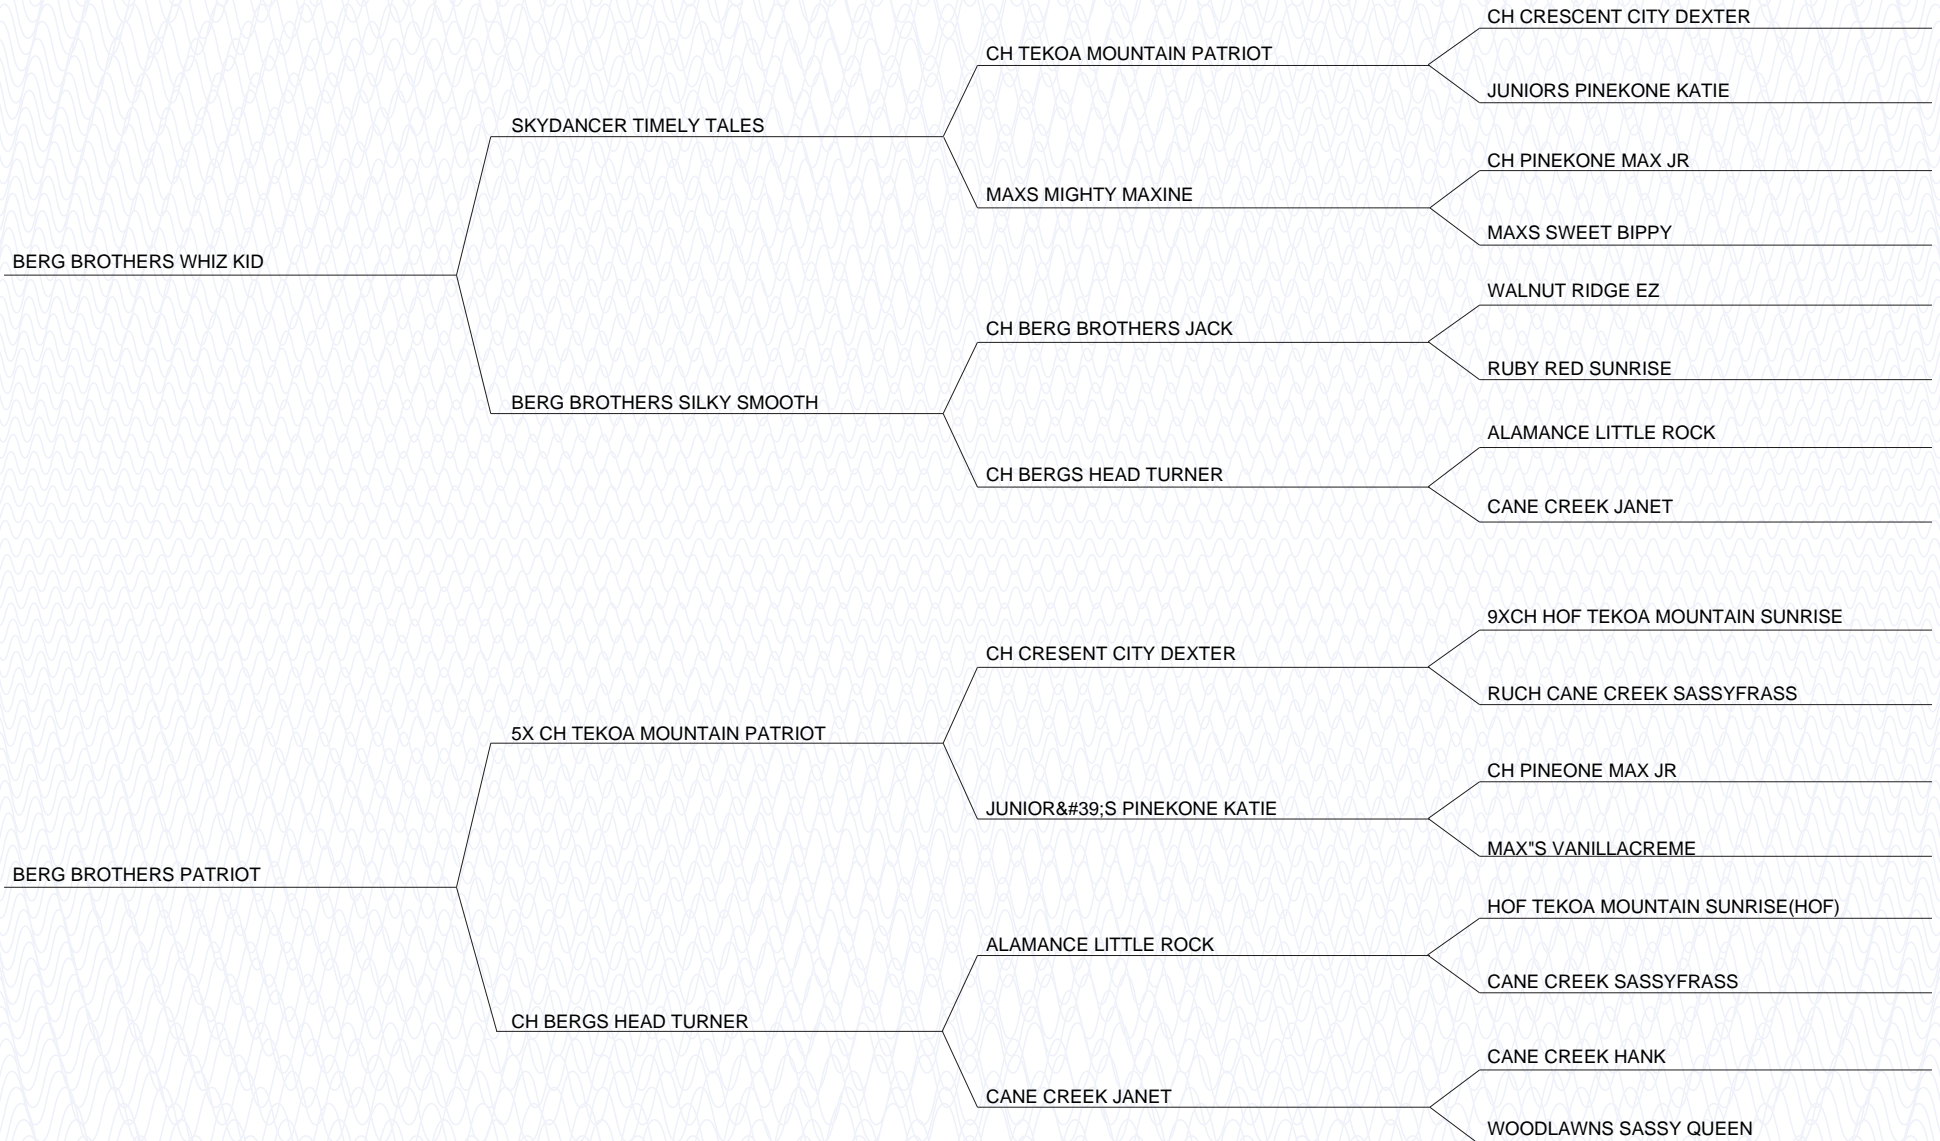 CH CRESCENT CITY DEXTER
CH TEKOA MOUNTAIN PATRIOT
JUNIORS PINEKONE KATIE
SKYDANCER TIMELY TALES
CH PINEKONE MAX JR
MAXS MIGHTY MAXINE
MAXS SWEET BIPPY
BERG BROTHERS WHIZ KID
WALNUT RIDGE EZ
CH BERG BROTHERS JACK
RUBY RED SUNRISE
BERG BROTHERS SILKY SMOOTH
ALAMANCE LITTLE ROCK
CH BERGS HEAD TURNER
CANE CREEK JANET
9XCH HOF TEKOA MOUNTAIN SUNRISE
CH CRESENT CITY DEXTER
RUCH CANE CREEK SASSYFRASS
5X CH TEKOA MOUNTAIN PATRIOT
CH PINEONE MAX JR
JUNIOR&#39;S PINEKONE KATIE
MAX"S VANILLACREME
BERG BROTHERS PATRIOT
HOF TEKOA MOUNTAIN SUNRISE(HOF)
ALAMANCE LITTLE ROCK
CANE CREEK SASSYFRASS
CH BERGS HEAD TURNER
CANE CREEK HANK
CANE CREEK JANET
WOODLAWNS SASSY QUEEN